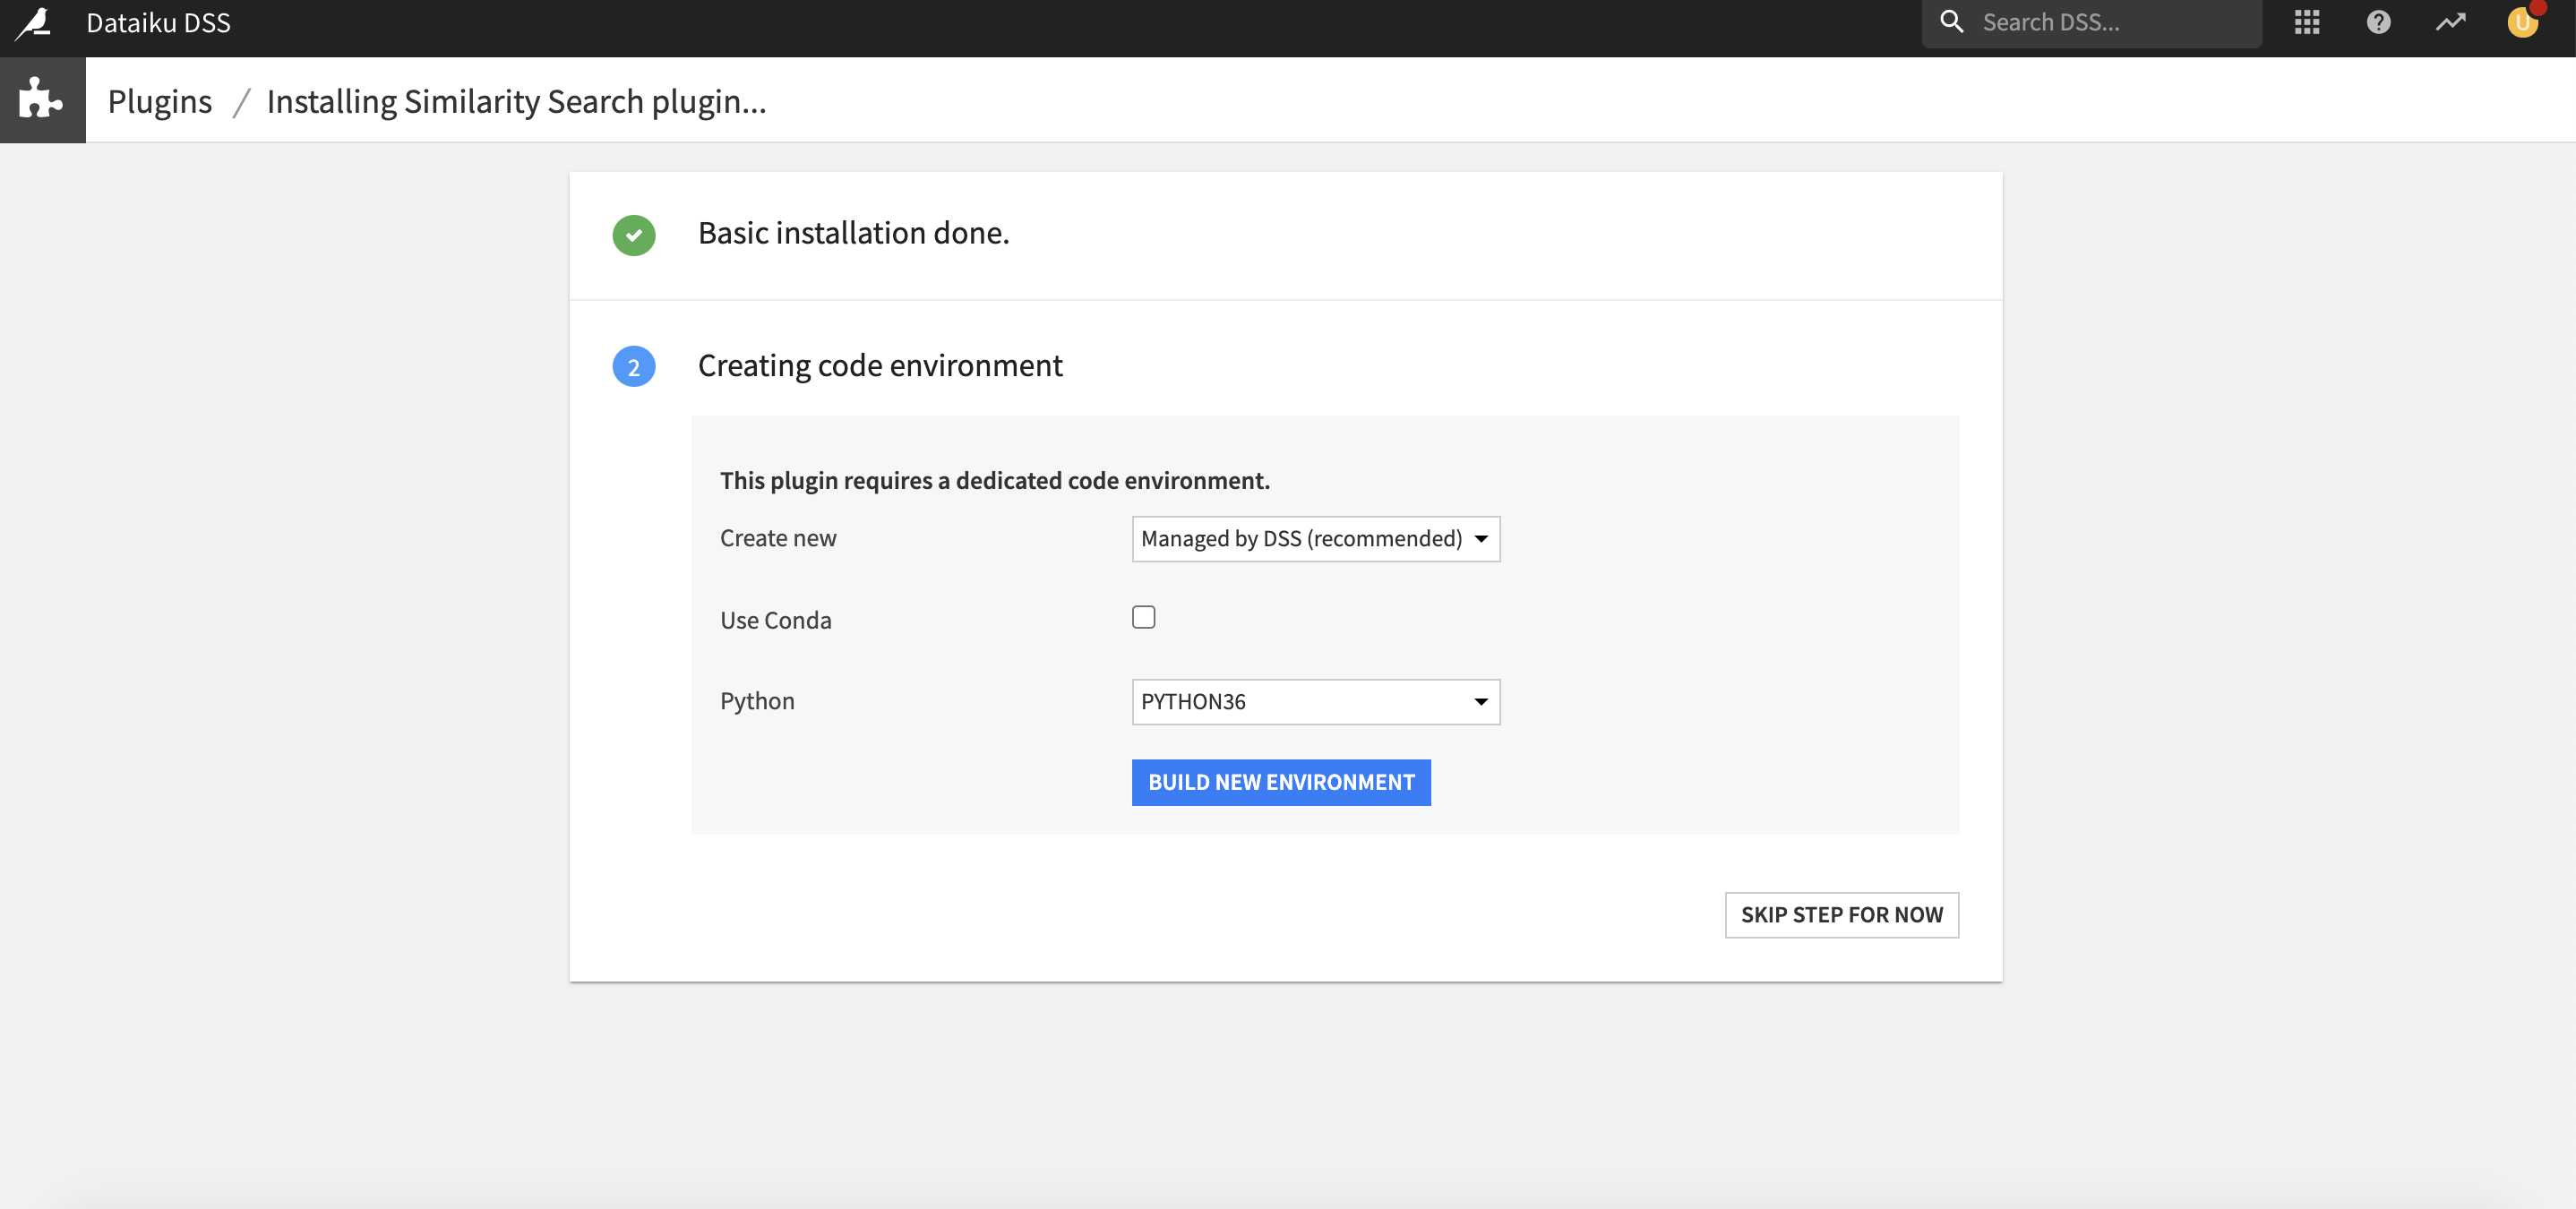 Dataiku DSS
Search DSS...
U
Plugins / Installing Similarity Search plugin...
Basic installation done.
2 Creating code environment
This plugin requires a dedicated code environment.
Create new Managed by DSS (recommended)
Use Conda
Python PYTHON36
BUILD NEW ENVIRONMENT
SKIP STEP FOR NOW